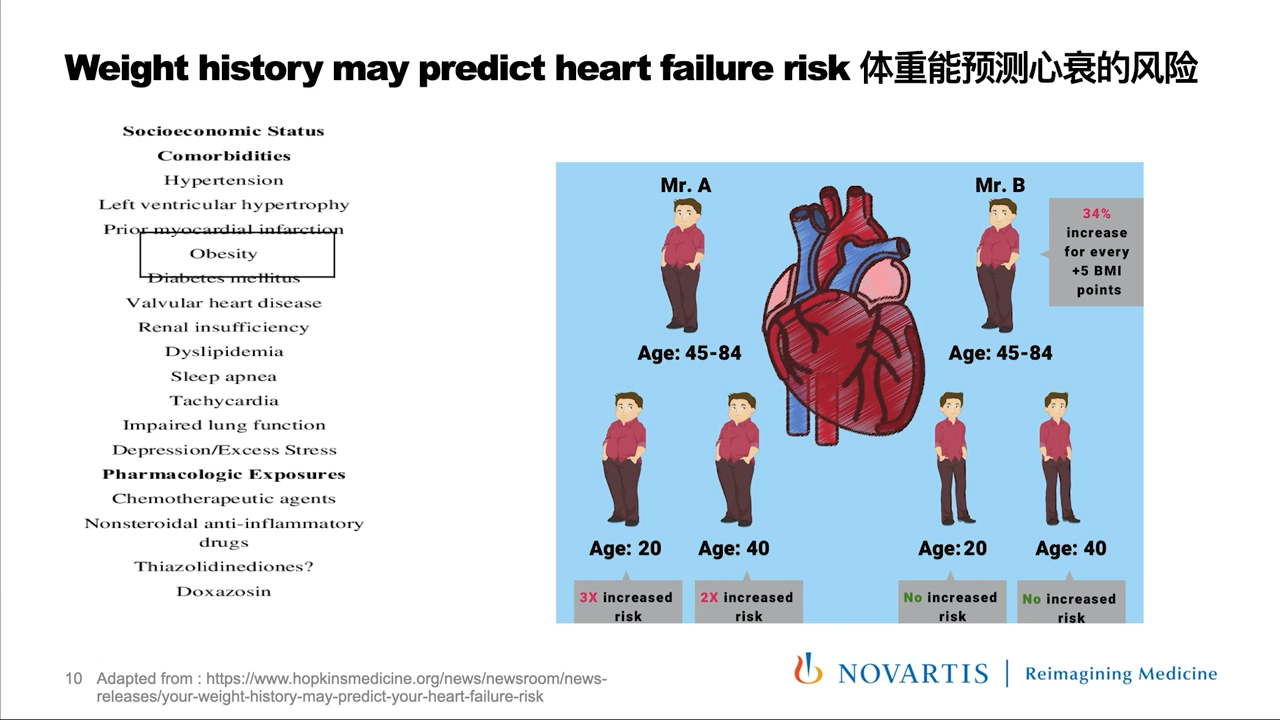 Weight history may predict heart failure risk 体重能预测心衰的风险
Socioeconomic Status
Comorbidities
Hypertension
Left ventricular hypertrophy
Prior myocardial infarction
Obesity
Diabetes mellitus
Valvular heart disease
Renal insufficiency
Dyslipidemia
Sleep apnea
Tachycardia
Impaired lung function
Depression/Excess Stress
Pharmacologic Exposures
Chemotherapeutic agents
Nonsteroidal anti-inflammatory
drugs
Thiazolidinediones?
Doxazosin
Mr. A
Age: 45-84
Age: 20
3X increased
risk
Age: 40
2X increased
risk
Mr. B
34%
increase
for every
+5 BMI
points
Age: 45-84
Age:20
No increased
risk
Age: 40
No increased
risk
10 Adapted from : https://www.hopkinsmedicine.org/news/newsroom/news-
releases/your-weight-history-may-predict-your-heart-failure-risk
NOVARTIS | Reimagining Medicine